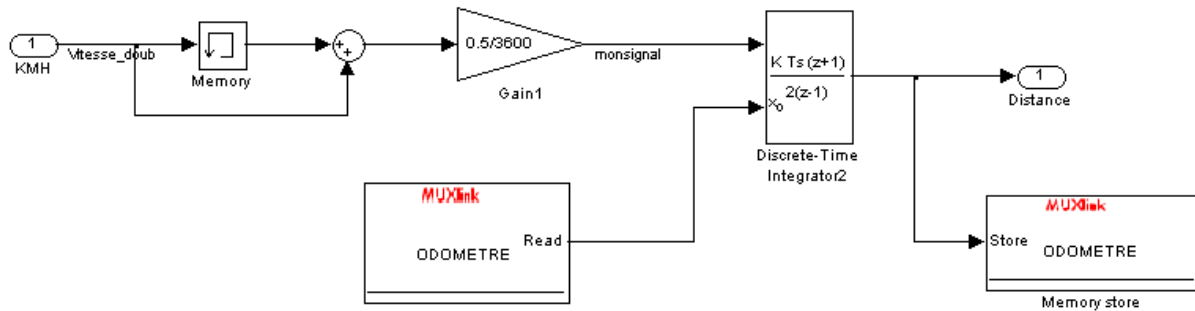 1
KMH
Vitesse_doub
Memory
+
+
0.5/3600
Gain1
monsignal
K Ts (z+1)
2(z-1)
x₀
Discrete-Time
Integrator2
1
Distance
MUXlink
Read
ODOMETRE
MUXlink
Store
ODOMETRE
Memory store